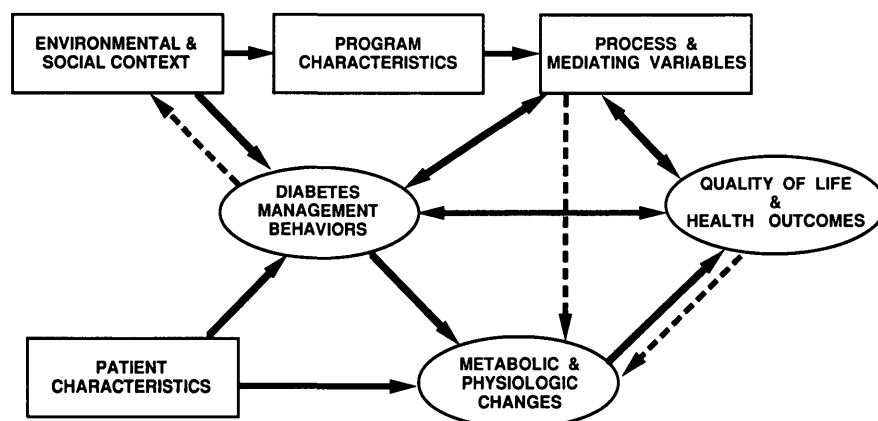 ENVIRONMENTAL &
SOCIAL CONTEXT
PROGRAM
CHARACTERISTICS
PROCESS &
MEDIATING VARIABLES
DIABETES
MANAGEMENT
BEHAVIORS
QUALITY OF LIFE
&
HEALTH OUTCOMES
PATIENT
CHARACTERISTICS
METABOLIC &
PHYSIOLOGIC
CHANGES